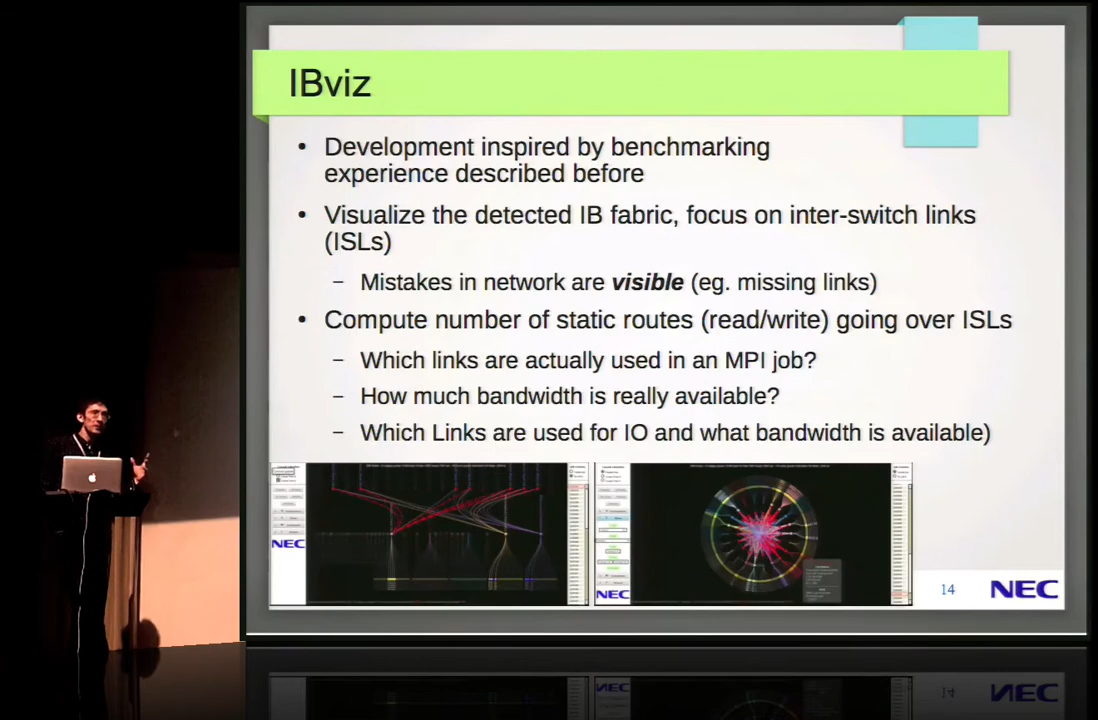 IBviz
Development inspired by benchmarking
experience described before
Visualize the detected IB fabric, focus on inter-switch links
(ISLs)
Mistakes in network are visible (eg. missing links)
Compute number of static routes (read/write) going over ISLs
Which links are actually used in an MPI job?
How much bandwidth is really available?
Which Links are used for IO and what bandwidth is available)
NEC
NEC
14
NEC